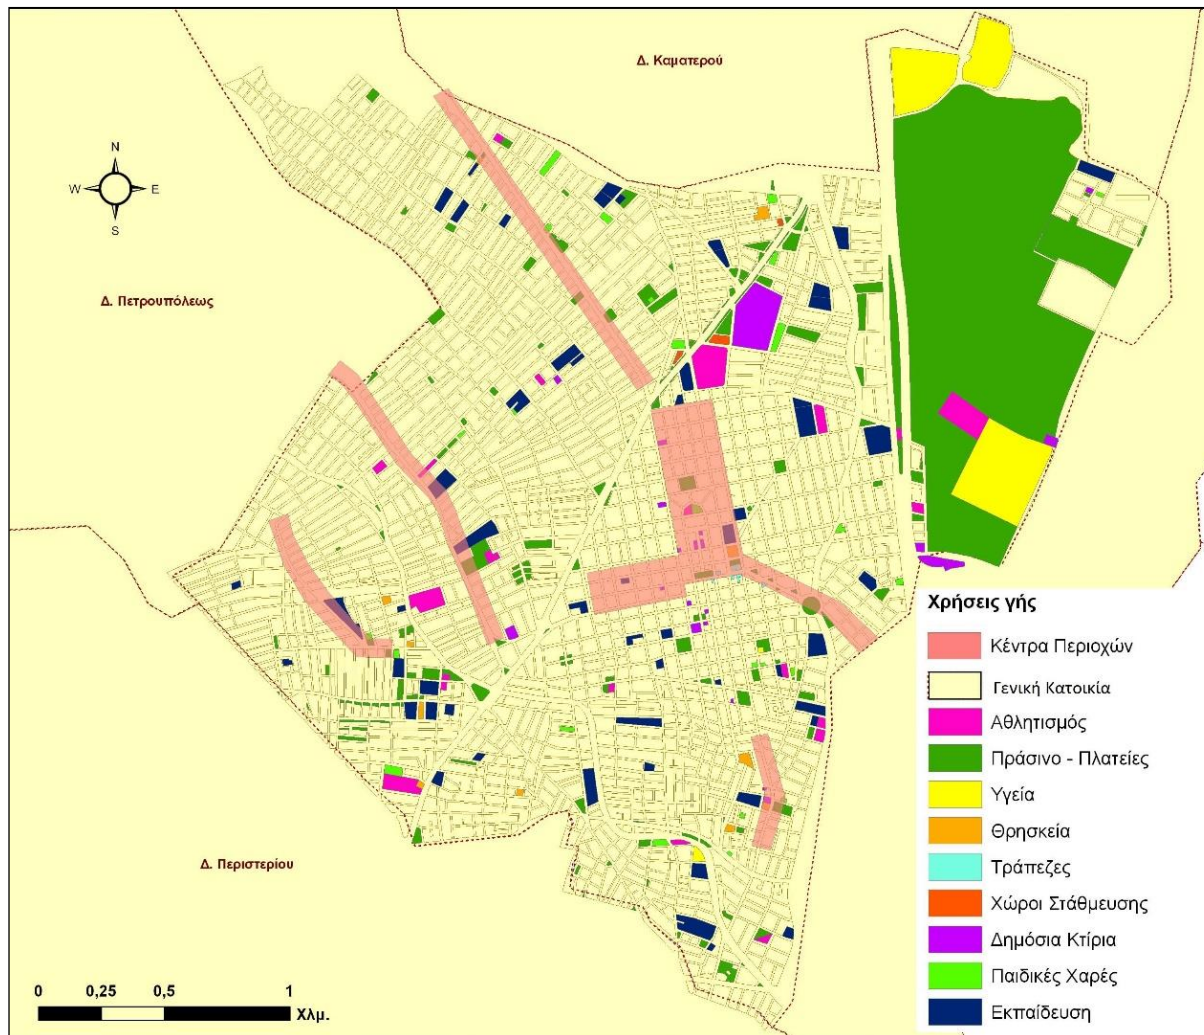 Δ. Καματερού
N
W
E
S
Δ. Πετρουπόλεως
Δ. Περιστερίου
0
0,25
0,5
1
Χλμ.
Χρήσεις γής
Κέντρα Περιοχών
Γενική Κατοικία
Αθλητισμός
Πράσινο - Πλατείες
Υγεία
Θρησκεία
Τράπεζες
Χώροι Στάθμευσης
Δημόσια Κτίρια
Παιδικές Χαρές
Εκπαίδευση